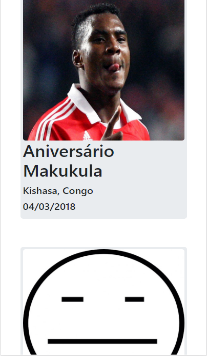 Aniversário
Makukula
Kishasa, Congo
04/03/2018